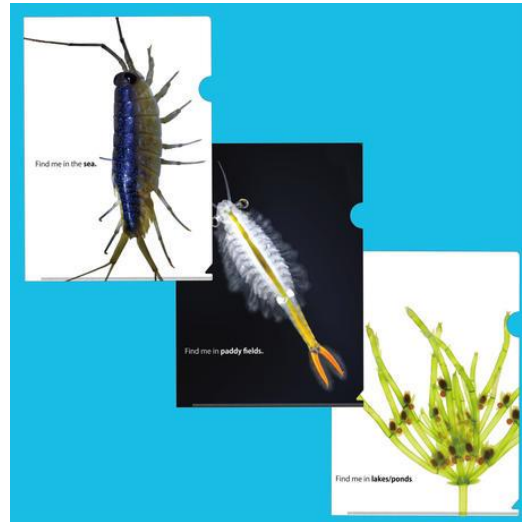 Find me in the sea.
Find me in paddy fields.
Find me in lakes/ponds.